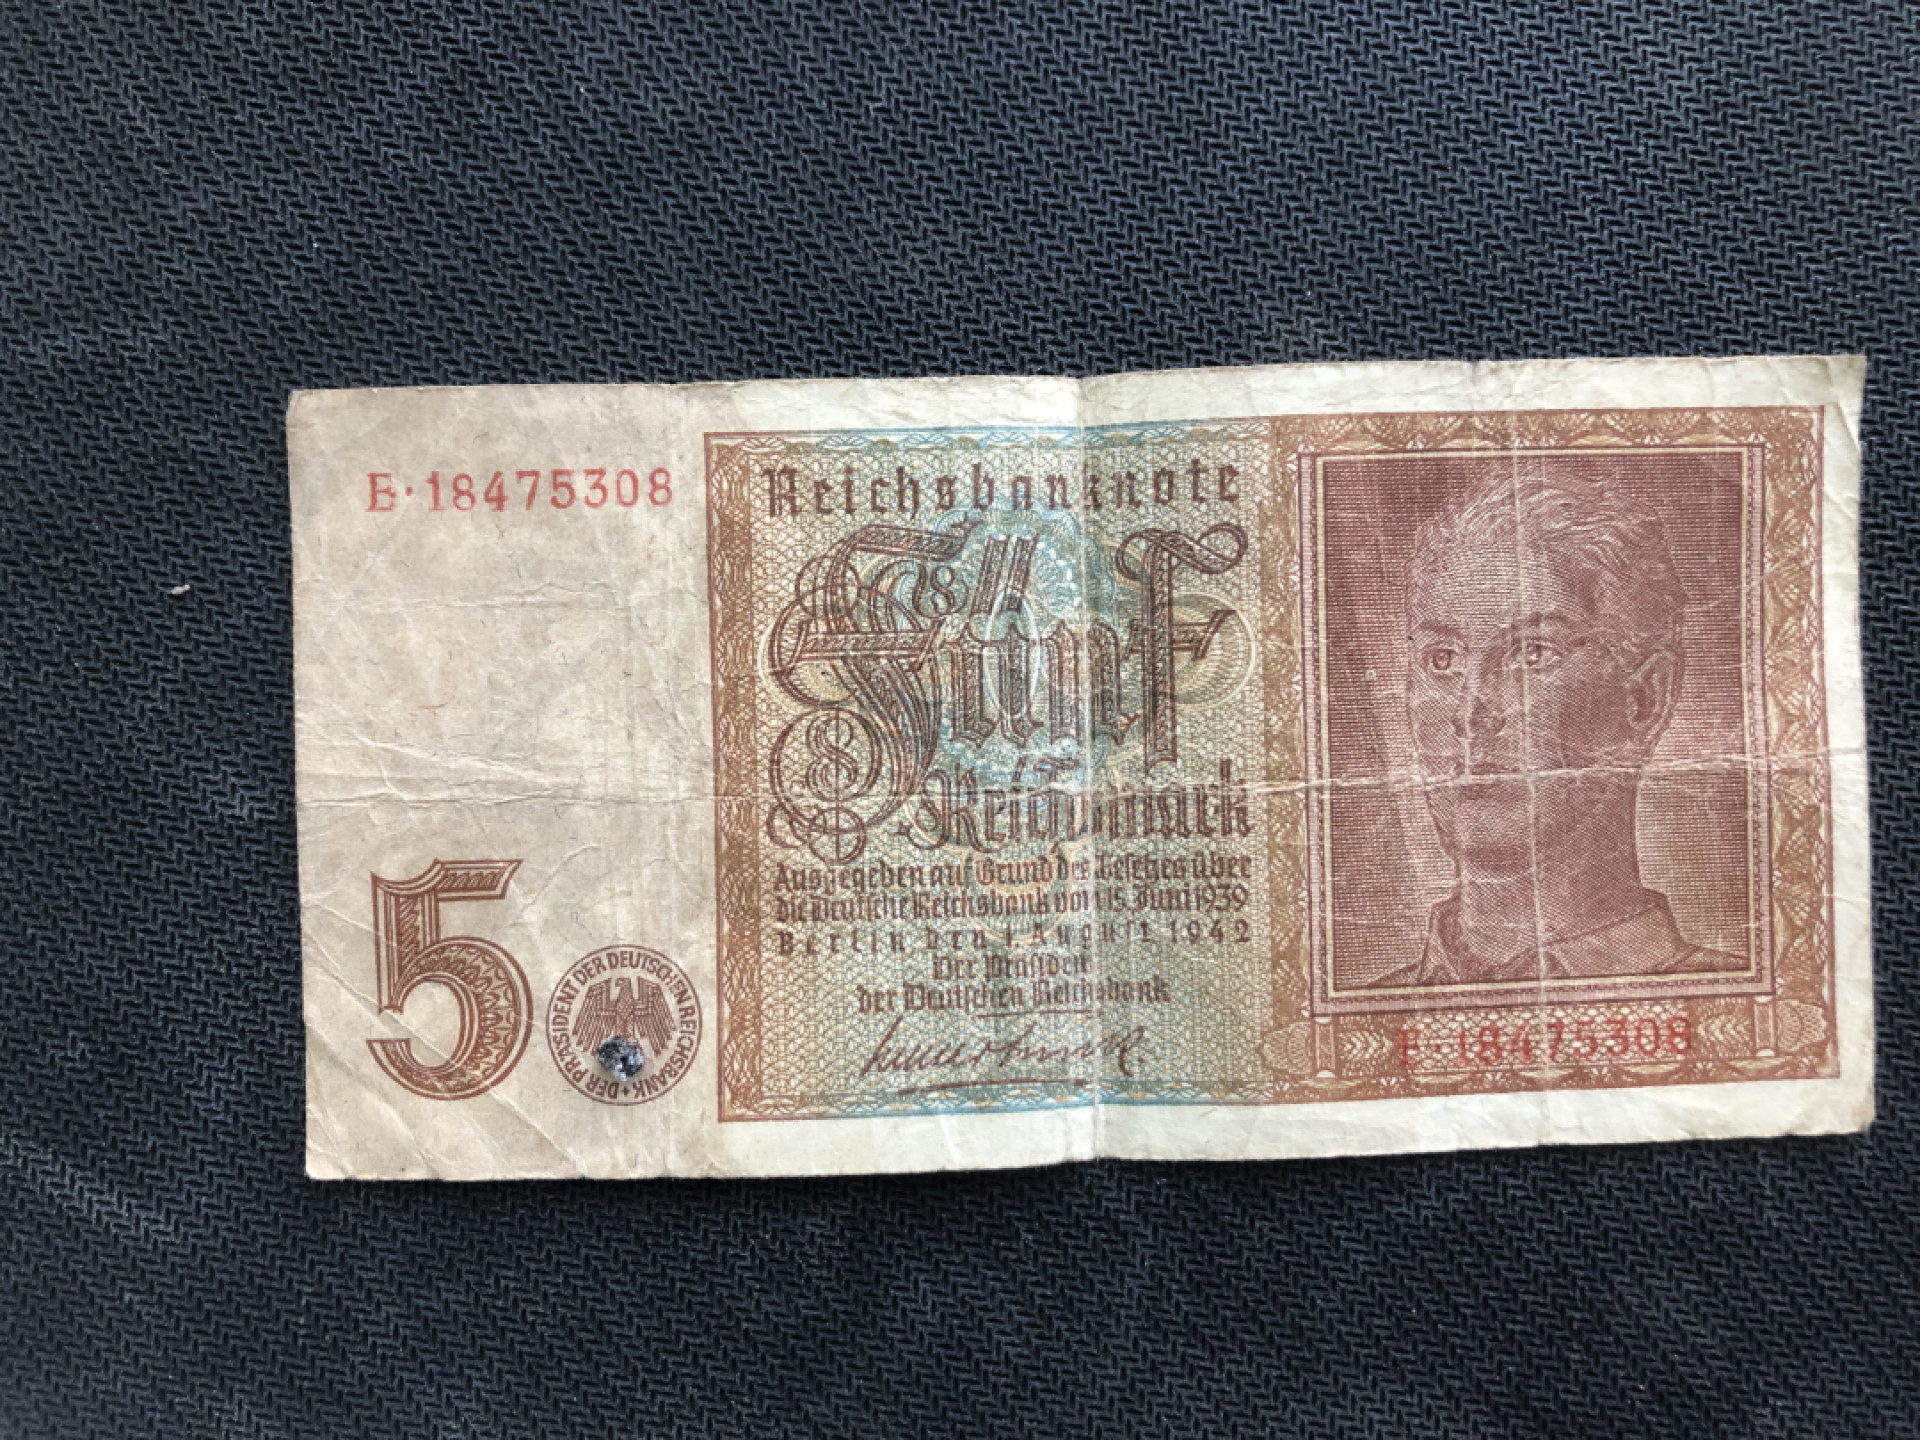 E·18475308
Reichsbanknote
Fünf
Reichsmark
Ausgegeben auf Grund des Gesetzes über
die Deutsche Reichsbank vom 15. Juni 1939
Berlin den 1. August 1942
Der Präsident
der Deutschen Reichsbank
5
DER PRÄSIDENT DER DEUTSCHEN REICHSBANK
E·18475308